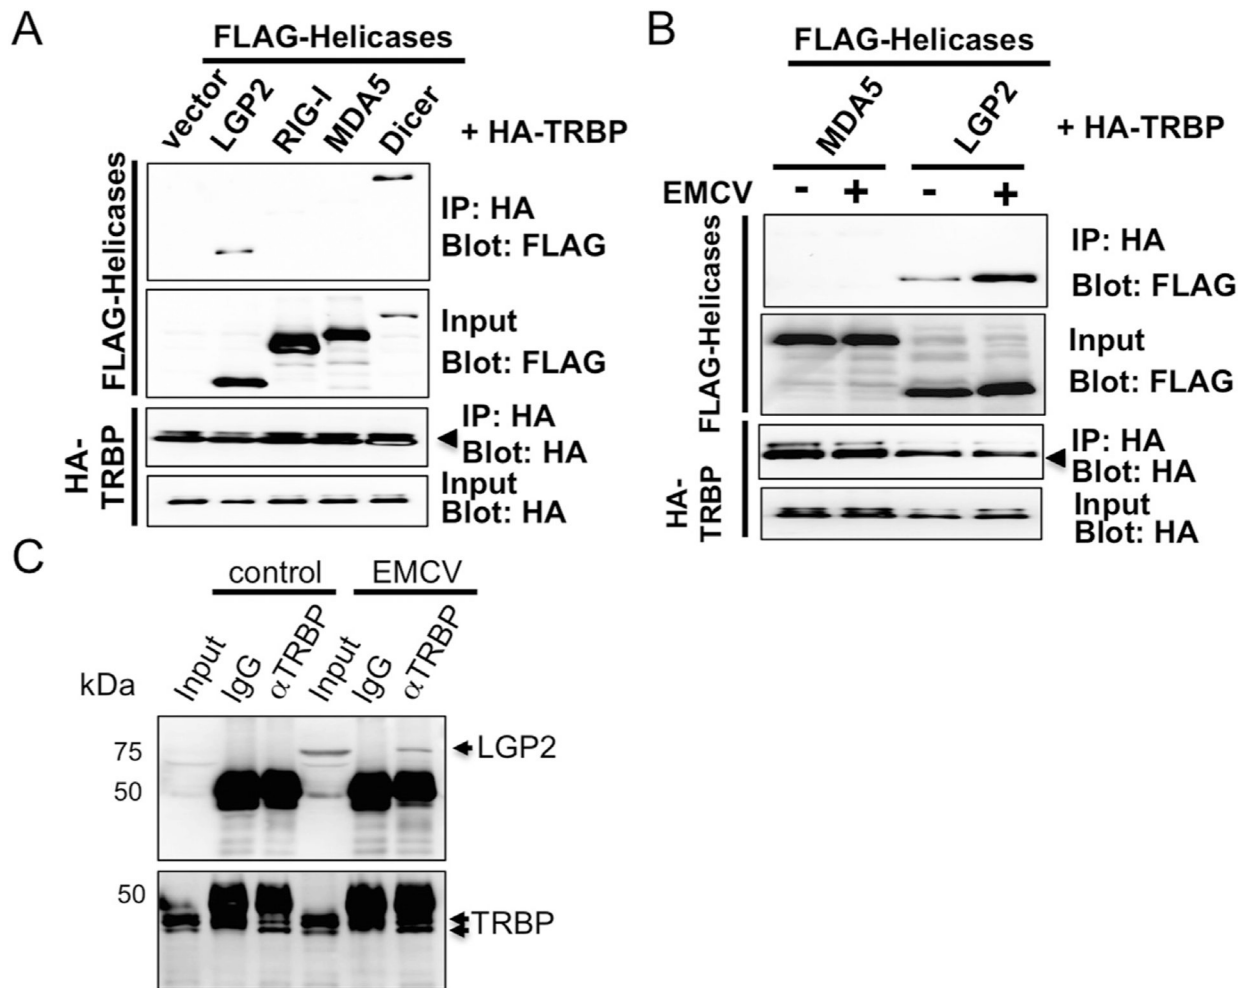 A
FLAG-Helicases
vector
LGP2
RIG-I
MDA5
Dicer
+ HA-TRBP
FLAG-Helicases
IP: HA
Blot: FLAG
Input
Blot: FLAG
HA-
TRBP
IP: HA
Blot: HA
Input
Blot: HA
B
FLAG-Helicases
MDA5
LGP2
+ HA-TRBP
EMCV - + - +
FLAG-Helicases
IP: HA
Blot: FLAG
Input
Blot: FLAG
HA-
TRBP
IP: HA
Blot: HA
Input
Blot: HA
C
control
EMCV
kDa
Input
IgG
αTRBP
Input
IgG
αTRBP
75
50
LGP2
50
TRBP